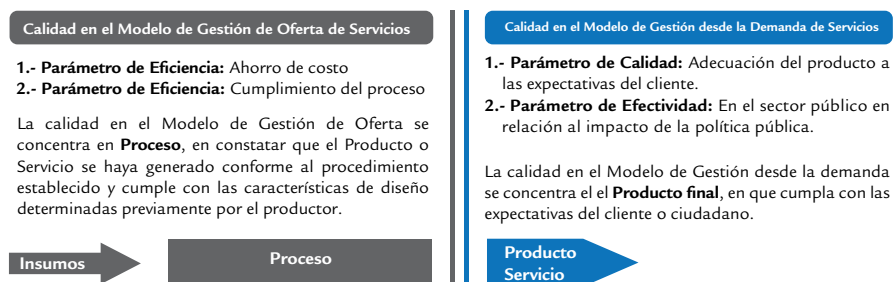 Calidad en el Modelo de Gestión de Oferta de Servicios
1.- Parámetro de Eficiencia: Ahorro de costo
2.- Parámetro de Eficiencia: Cumplimiento del proceso
La calidad en el Modelo de Gestión de Oferta se
concentra en Proceso, en constatar que el Producto o
Servicio se haya generado conforme al procedimiento
establecido y cumple con las características de diseño
determinadas previamente por el productor.
Insumos
Proceso
Calidad en el Modelo de Gestión desde la Demanda de Servicios
1.- Parámetro de Calidad: Adecuación del producto a
las expectativas del cliente.
2.- Parámetro de Efectividad: En el sector público en
relación al impacto de la política pública.
La calidad en el Modelo de Gestión desde la demanda
se concentra el el Producto final, en que cumpla con las
expectativas del cliente o ciudadano.
Producto
Servicio